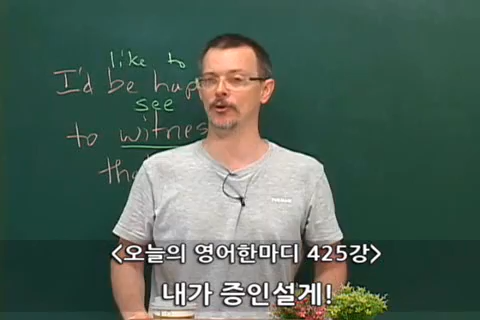 like to
I'd be hap
see
to witnes
tha
<오늘의 영어한마디 425강>
내가 증인설게!